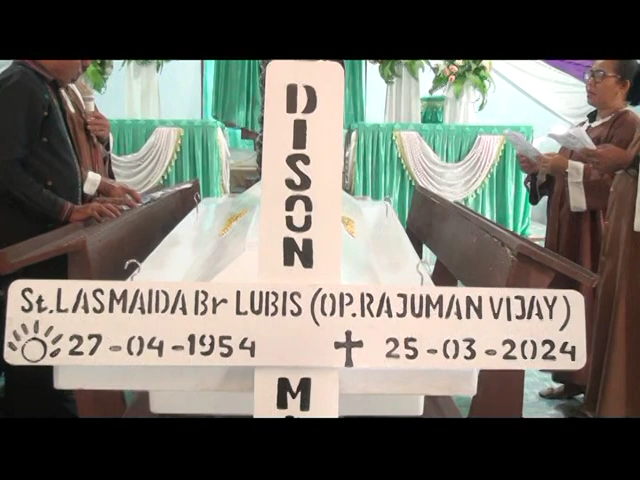 DISON
St. LASMAIDA Br LUBIS (OP. RAJUMAN VIJAY)
27-04-1954 25-03-2024
M